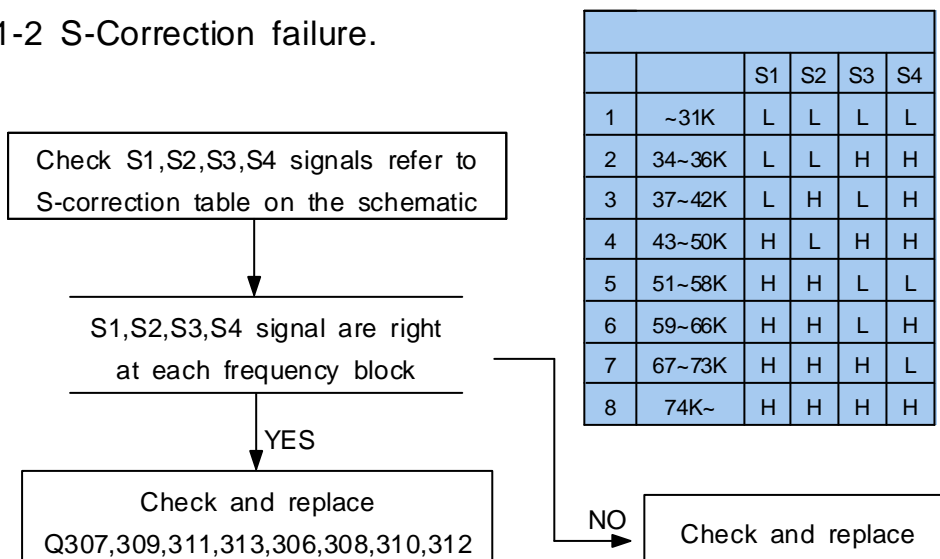 1-2 S-Correction failure.
Check S1,S2,S3,S4 signals refer to
S-correction table on the schematic
S1,S2,S3,S4 signal are right
at each frequency block
YES
Check and replace
Q307,309,311,313,306,308,310,312
NO
Check and replace
S1 S2 S3 S4
1 ~31K L L L L
2 34~36K L L H H
3 37~42K L H L H
4 43~50K H L H H
5 51~58K H H L L
6 59~66K H H L H
7 67~73K H H H L
8 74K~ H H H H